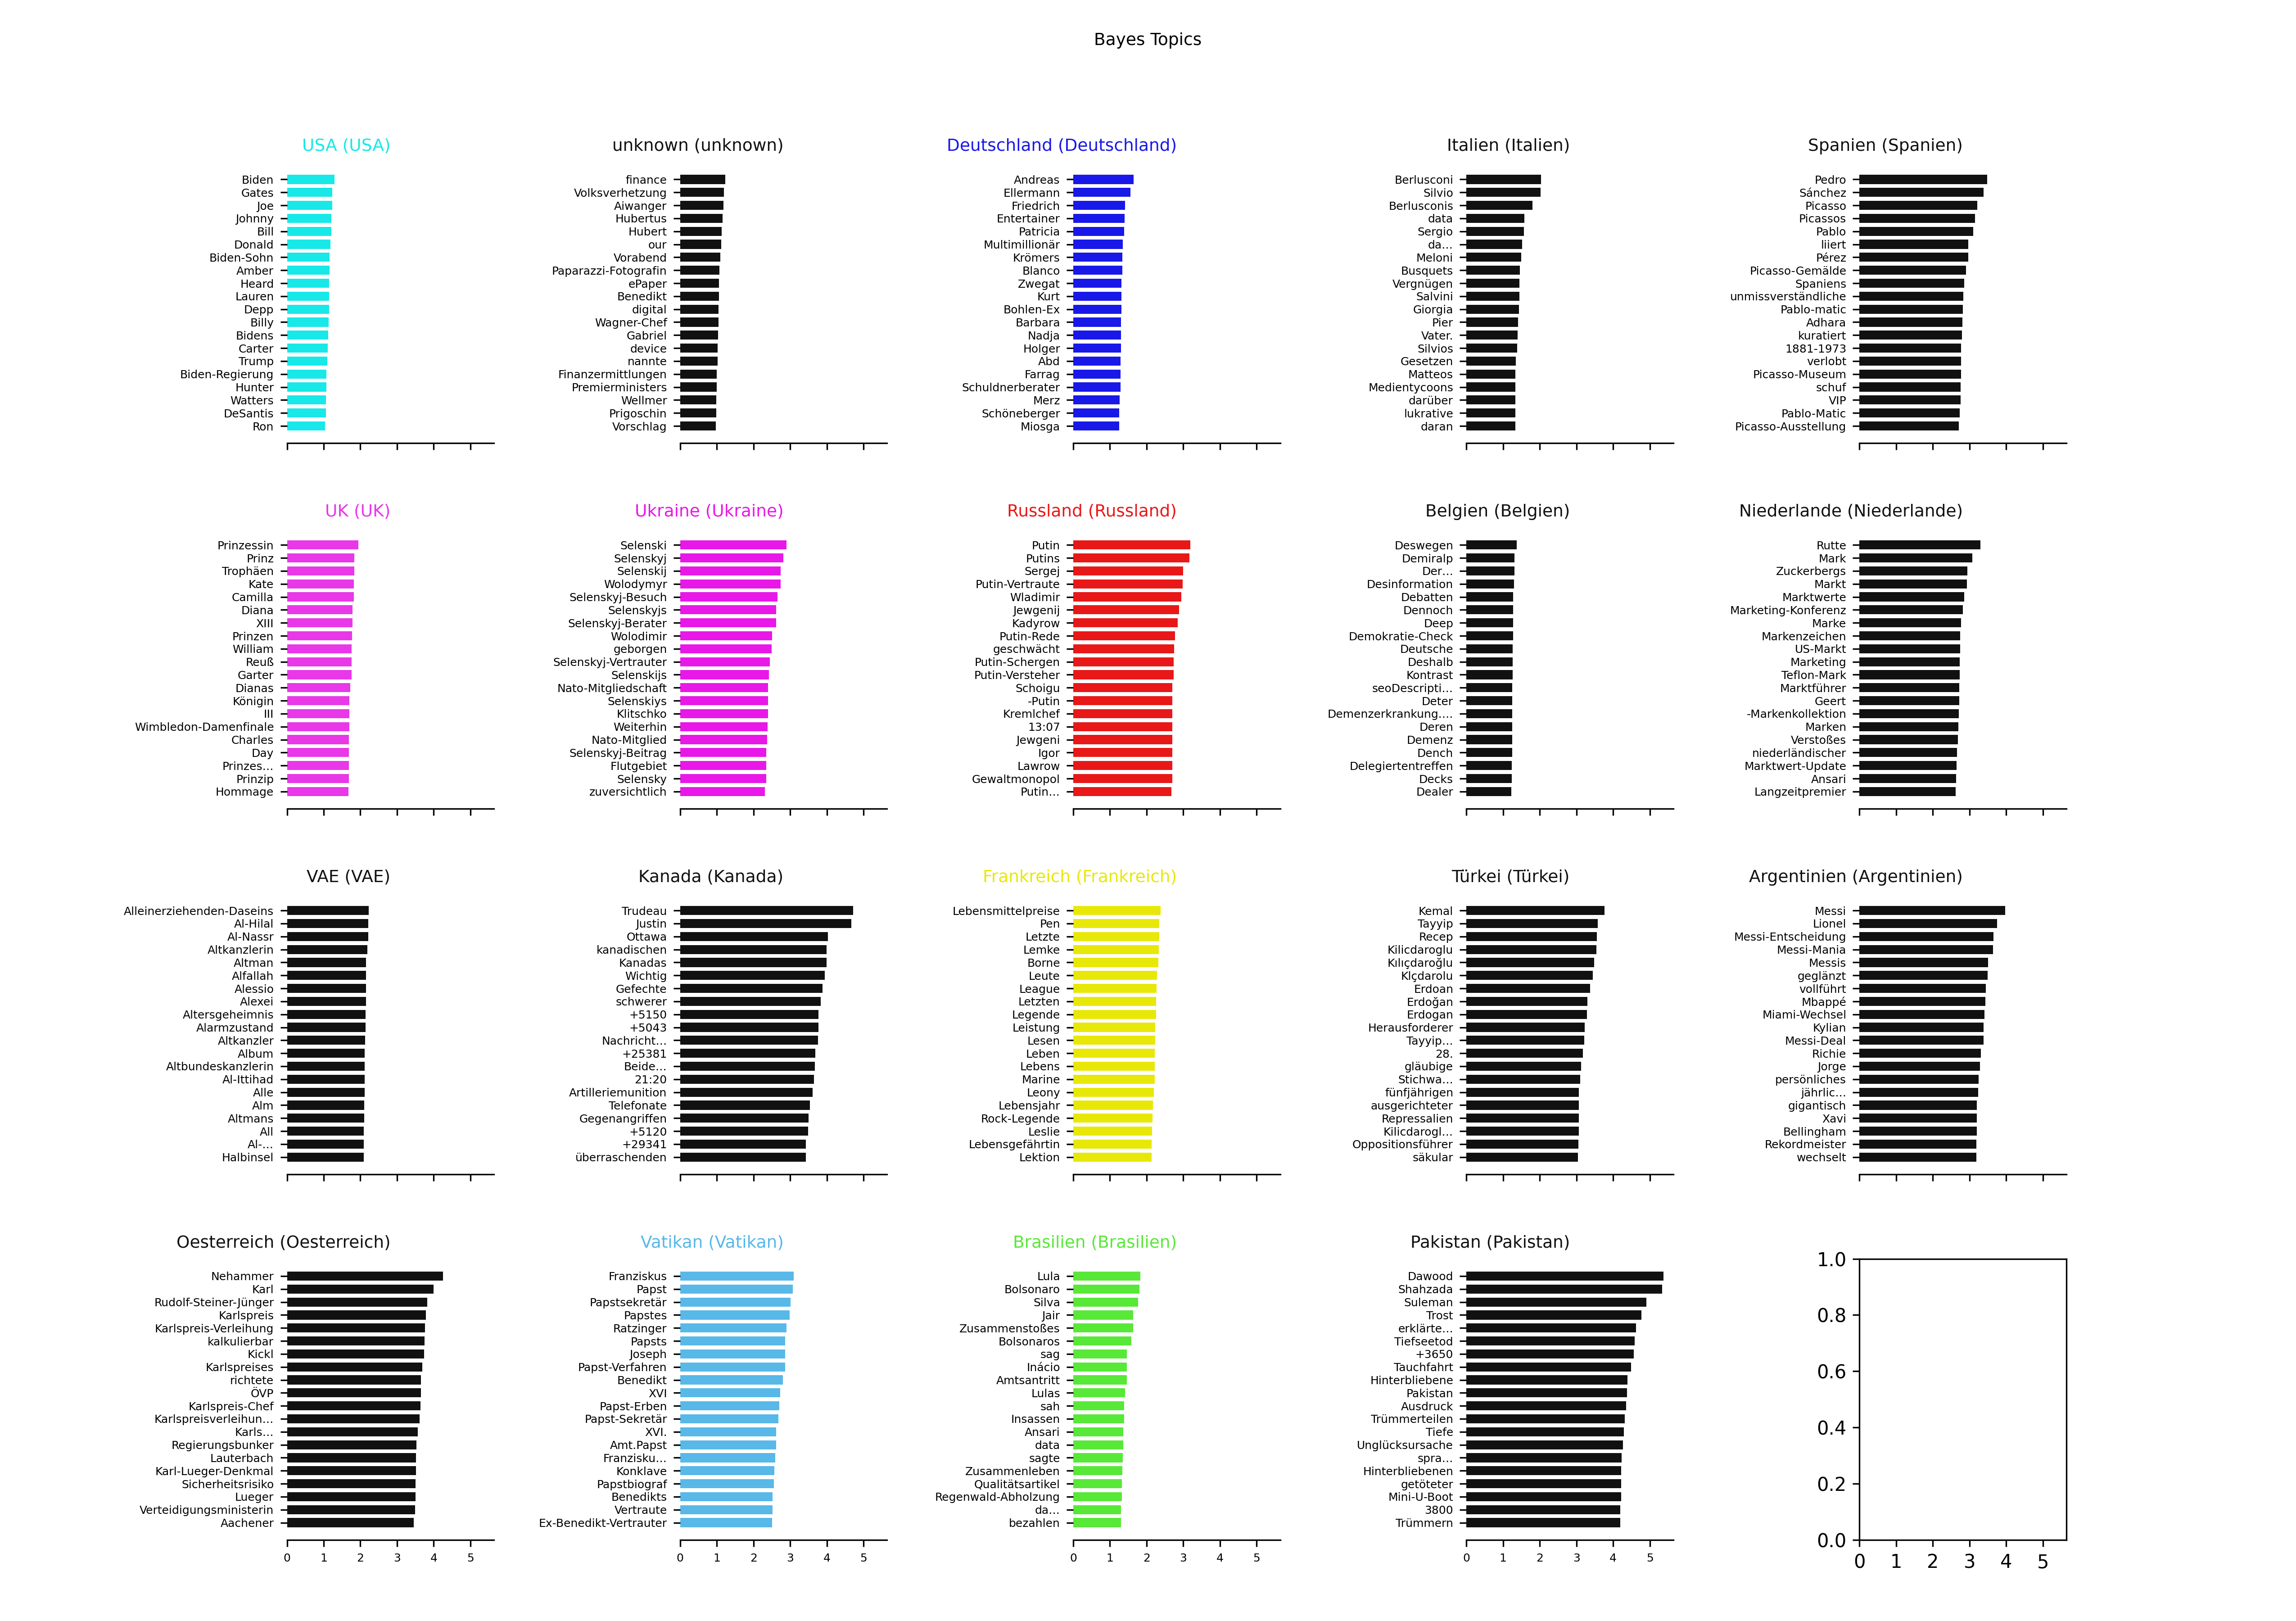 Bayes Topics
USA (USA)
Biden
Gates
Joe
Johnny
Bill
Donald
Biden-Sohn
Amber
Heard
Lauren
Depp
Billy
Bidens
Carter
Trump
Biden-Regierung
Hunter
Watters
DeSantis
Ron
unknown (unknown)
finance
Volksverhetzung
Aiwanger
Hubertus
Hubert
our
Vorabend
Paparazzi-Fotografin
ePaper
Benedikt
digital
Wagner-Chef
Gabriel
device
nannte
Finanzermittlungen
Premierministers
Wellmer
Prigoschin
Vorschlag
Deutschland (Deutschland)
Andreas
Ellermann
Friedrich
Entertainer
Patricia
Multimillionär
Krömers
Blanco
Zwegat
Kurt
Bohlen-Ex
Barbara
Nadja
Holger
Abd
Farrag
Schuldnerberater
Merz
Schöneberger
Miosga
Italien (Italien)
Berlusconi
Silvio
Berlusconis
data
Sergio
da...
Meloni
Busquets
Vergnügen
Salvini
Giorgia
Pier
Vater.
Silvios
Gesetzen
Matteos
Medientycoons
darüber
lukrative
daran
Spanien (Spanien)
Pedro
Sánchez
Picasso
Picassos
Pablo
liiert
Pérez
Picasso-Gemälde
Spaniens
unmissverständliche
Pablo-matic
Adhara
kuratiert
1881-1973
verlobt
Picasso-Museum
schuf
VIP
Pablo-Matic
Picasso-Ausstellung
UK (UK)
Prinzessin
Prinz
Trophäen
Kate
Camilla
Diana
XIII
Prinzen
William
Reuß
Garter
Dianas
Königin
III
Wimbledon-Damenfinale
Charles
Day
Prinzes...
Prinzip
Hommage
Ukraine (Ukraine)
Selenski
Selenskyj
Selenskij
Wolodymyr
Selenskyj-Besuch
Selenskyjs
Selenskyj-Berater
Wolodimir
geborgen
Selenskyj-Vertrauter
Selenskijs
Nato-Mitgliedschaft
Selenskiys
Klitschko
Weiterhin
Nato-Mitglied
Selenskyj-Beitrag
Flutgebiet
Selensky
zuversichtlich
Russland (Russland)
Putin
Putins
Sergej
Putin-Vertraute
Wladimir
Jewgenij
Kadyrow
Putin-Rede
geschwächt
Putin-Schergen
Putin-Versteher
Schoigu
-Putin
Kremlchef
13:07
Jewgeni
Igor
Lawrow
Gewaltmonopol
Putin...
Belgien (Belgien)
Deswegen
Demiralp
Der...
Desinformation
Debatten
Dennoch
Deep
Demokratie-Check
Deutsche
Deshalb
Kontrast
seoDescripti...
Deter
Demenzerkrankung....
Deren
Demenz
Dench
Delegiertentreffen
Decks
Dealer
Niederlande (Niederlande)
Rutte
Mark
Zuckerbergs
Markt
Marktwerte
Marketing-Konferenz
Marke
Markenzeichen
US-Markt
Marketing
Teflon-Mark
Marktführer
Geert
-Markenkollektion
Marken
Verstoßes
niederländischer
Marktwert-Update
Ansari
Langzeitpremier
VAE (VAE)
Alleinerziehenden-Daseins
Al-Hilal
Al-Nassr
Altkanzlerin
Altman
Alfallah
Alessio
Alexei
Altersgeheimnis
Alarmzustand
Altkanzler
Album
Altbundeskanzlerin
Al-Ittihad
Alle
Alm
Altmans
All
Al-...
Halbinsel
Kanada (Kanada)
Trudeau
Justin
Ottawa
kanadischen
Kanadas
Wichtig
Gefechte
schwerer
+5150
+5043
Nachricht...
+25381
Beide...
21:20
Artilleriemunition
Telefonate
Gegenangriffen
+5120
+29341
überraschenden
Frankreich (Frankreich)
Lebensmittelpreise
Pen
Letzte
Lemke
Borne
Leute
League
Letzten
Legende
Leistung
Lesen
Leben
Lebens
Marine
Leony
Lebensjahr
Rock-Legende
Leslie
Lebensgefährtin
Lektion
Türkei (Türkei)
Kemal
Tayyip
Recep
Kilicdaroglu
Kılıçdaroğlu
Klçdarolu
Erdoan
Erdoğan
Erdogan
Herausforderer
Tayyip...
28.
gläubige
Stichwa...
fünfjährigen
ausgerichteter
Repressalien
Kilicdarogl...
Oppositionsführer
säkular
Argentinien (Argentinien)
Messi
Lionel
Messi-Entscheidung
Messi-Mania
Messis
geglänzt
vollführt
Mbappé
Miami-Wechsel
Kylian
Messi-Deal
Richie
Jorge
persönliches
jährlic...
gigantisch
Xavi
Bellingham
Rekordmeister
wechselt
Oesterreich (Oesterreich)
Nehammer
Karl
Rudolf-Steiner-Jünger
Karlspreis
Karlspreis-Verleihung
kalkulierbar
Kickl
Karlspreises
richtete
ÖVP
Karlspreis-Chef
Karlspreisverleihun...
Karls...
Regierungsbunker
Lauterbach
Karl-Lueger-Denkmal
Sicherheitsrisiko
Lueger
Verteidigungsministerin
Aachener
0 1 2 3 4 5
Vatikan (Vatikan)
Franziskus
Papst
Papstsekretär
Papstes
Ratzinger
Papsts
Joseph
Papst-Verfahren
Benedikt
XVI
Papst-Erben
Papst-Sekretär
XVI.
Amt.Papst
Franzisku...
Konklave
Papstbiograf
Benedikts
Vertraute
Ex-Benedikt-Vertrauter
0 1 2 3 4 5
Brasilien (Brasilien)
Lula
Bolsonaro
Silva
Jair
Zusammenstoßes
Bolsonaros
sag
Inácio
Amtsantritt
Lulas
sah
Insassen
Ansari
data
sagte
Zusammenleben
Qualitätsartikel
Regenwald-Abholzung
da...
bezahlen
0 1 2 3 4 5
Pakistan (Pakistan)
Dawood
Shahzada
Suleman
Trost
erklärte...
Tiefseetod
+3650
Tauchfahrt
Hinterbliebene
Pakistan
Ausdruck
Trümmerteilen
Tiefe
Unglücksursache
spra...
Hinterbliebenen
getöteter
Mini-U-Boot
3800
Trümmern
0 1 2 3 4 5
1.0
0.8
0.6
0.4
0.2
0.0
0 1 2 3 4 5